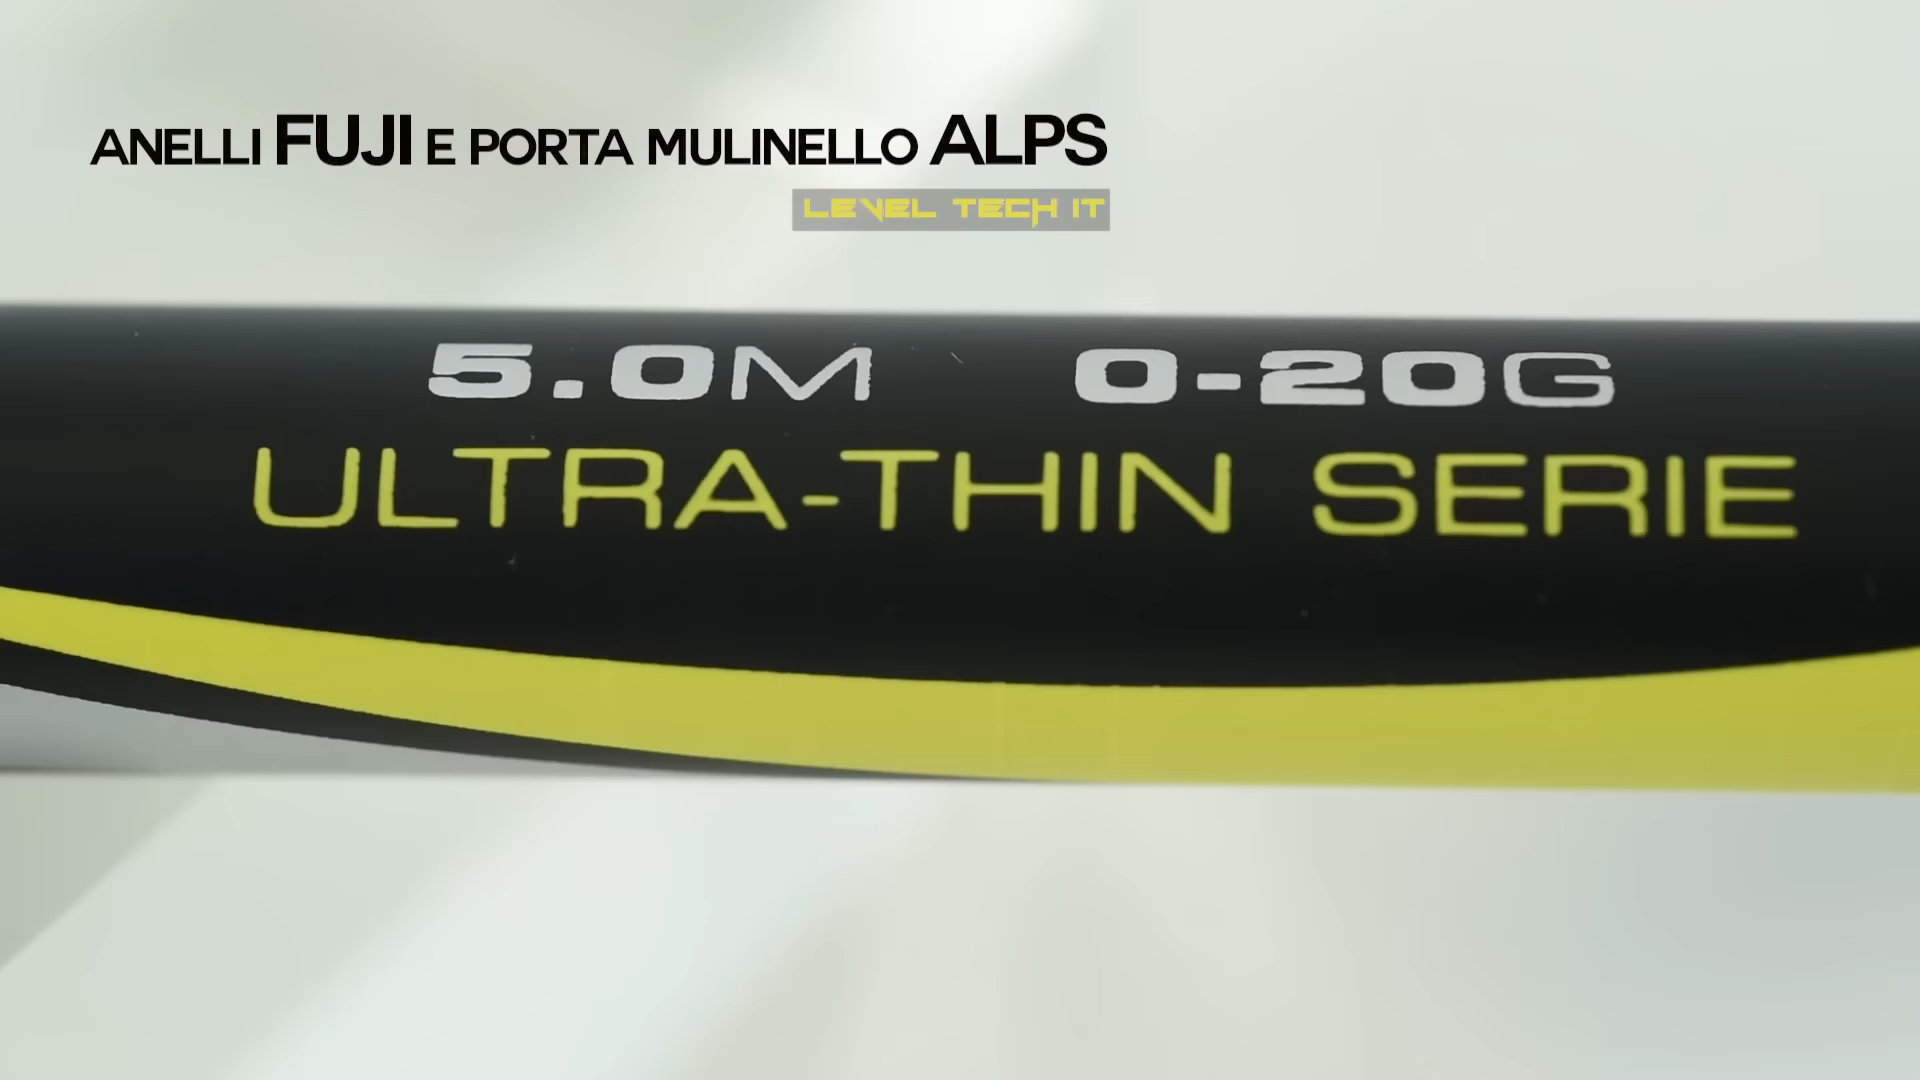 ANELLI FUJI E PORTA MULINELLO ALPS
LEVEL TECH IT
5.0M 0-20G
ULTRA-THIN SERIE